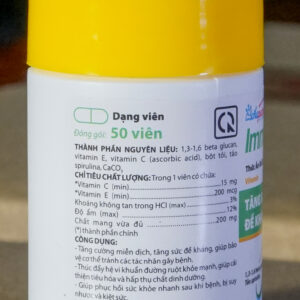 Dạng viên
Đóng gói: 50 viên
THÀNH PHẦN NGUYÊN LIỆU: 1,3-1,6 beta glucan,
vitamin E, vitamin C (ascorbic acid), bột tỏi, tảo
spirulina, CaCO₃
CHỈ TIÊU CHẤT LƯỢNG: Trong 1 viên có chứa:
*Vitamin C (min) 15 mg
*Vitamin E (min) 200 mcg
Khoáng không tan trong HCl (max) 3%
Độ ẩm (max) 12%
Chất mang vừa đủ 200 mg
(*)thành phần chính
CÔNG DỤNG:
- Tăng cường miễn dịch, tăng sức đề kháng, giúp bảo
vệ cơ thể tránh các tác nhân gây bệnh.
- Thúc đẩy hệ vi khuẩn đường ruột khỏe mạnh, giúp cải
thiện tiêu hóa và hấp thụ chất dinh dưỡng.
- Giúp phục hồi sức khỏe nhanh sau khi bệnh, bị suy
nhược và kiệt sức.
Imm
TĂNG
ĐỀ KH